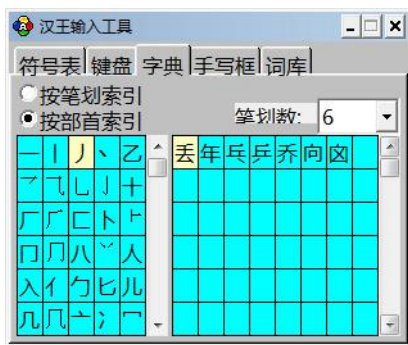 汉王输入工具
符号表 键盘 字典 手写框 词库
按笔划索引
按部首索引 笔划数: 6
一 丨 丿 丶 乙 丢 年 乓 乒 乔 向 囟
乛 ⺄ 乚 亅 十
厂 匚 卜
冂 八 丷 人
入 亻 勹 匕 儿
几 亠 冫 冖